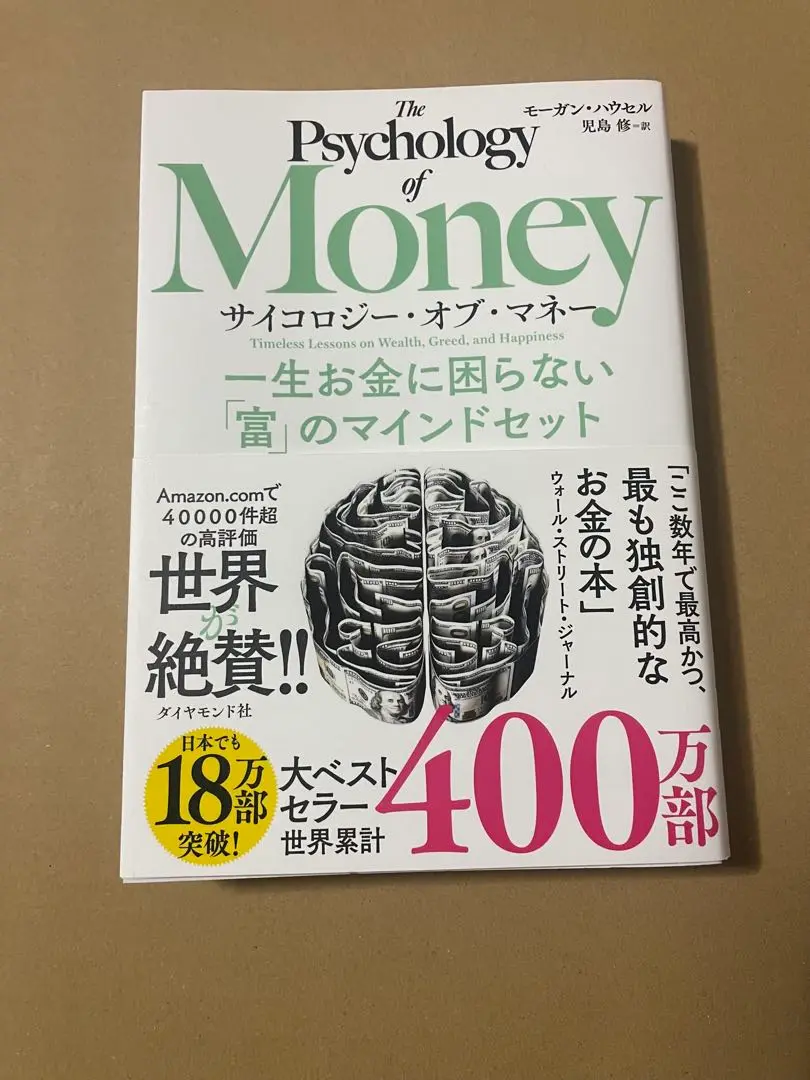 The
Psychology
of
Money
モーガン・ハウセル
児島 修=訳
サイコロジー・オブ・マネー
Timeless Lessons on Wealth, Greed, and Happiness
一生お金に困らない
「富」のマインドセット
「ここ数年で最高かつ、
最も独創的な
お金の本」
ウォール・ストリート・ジャーナル
Amazon.comで
40000件超
の高評価
世界
が
絶賛!!
ダイヤモンド社
日本でも
18万部
突破!
大ベスト
セラー
世界累計
400万部